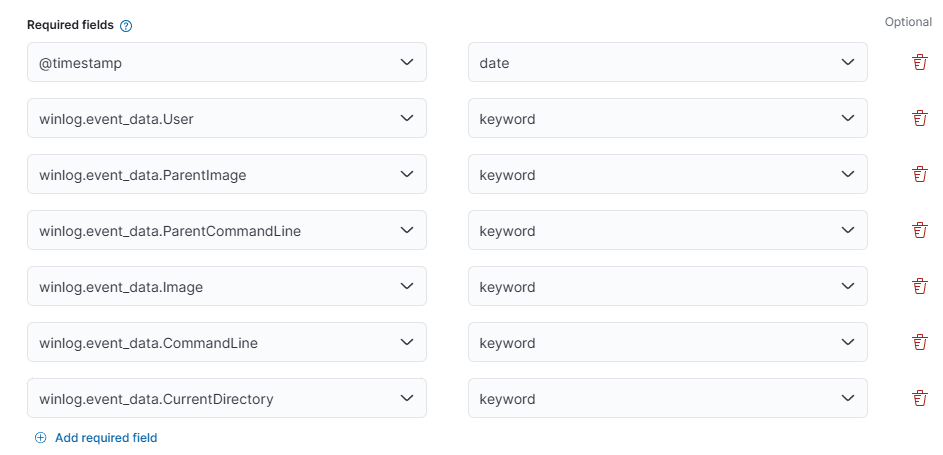 Required fields
Optional
@timestamp date
winlog.event_data.User keyword
winlog.event_data.ParentImage keyword
winlog.event_data.ParentCommandLine keyword
winlog.event_data.Image keyword
winlog.event_data.CommandLine keyword
winlog.event_data.CurrentDirectory keyword
Add required field